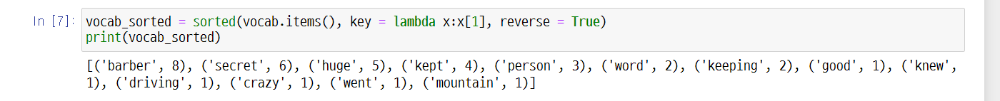 In [7]: vocab_sorted = sorted(vocab.items(), key = lambda x:x[1], reverse = True)
print(vocab_sorted)
[('barber', 8), ('secret', 6), ('huge', 5), ('kept', 4), ('person', 3), ('word', 2), ('keeping', 2), ('good', 1), ('knew',
1), ('driving', 1), ('crazy', 1), ('went', 1), ('mountain', 1)]